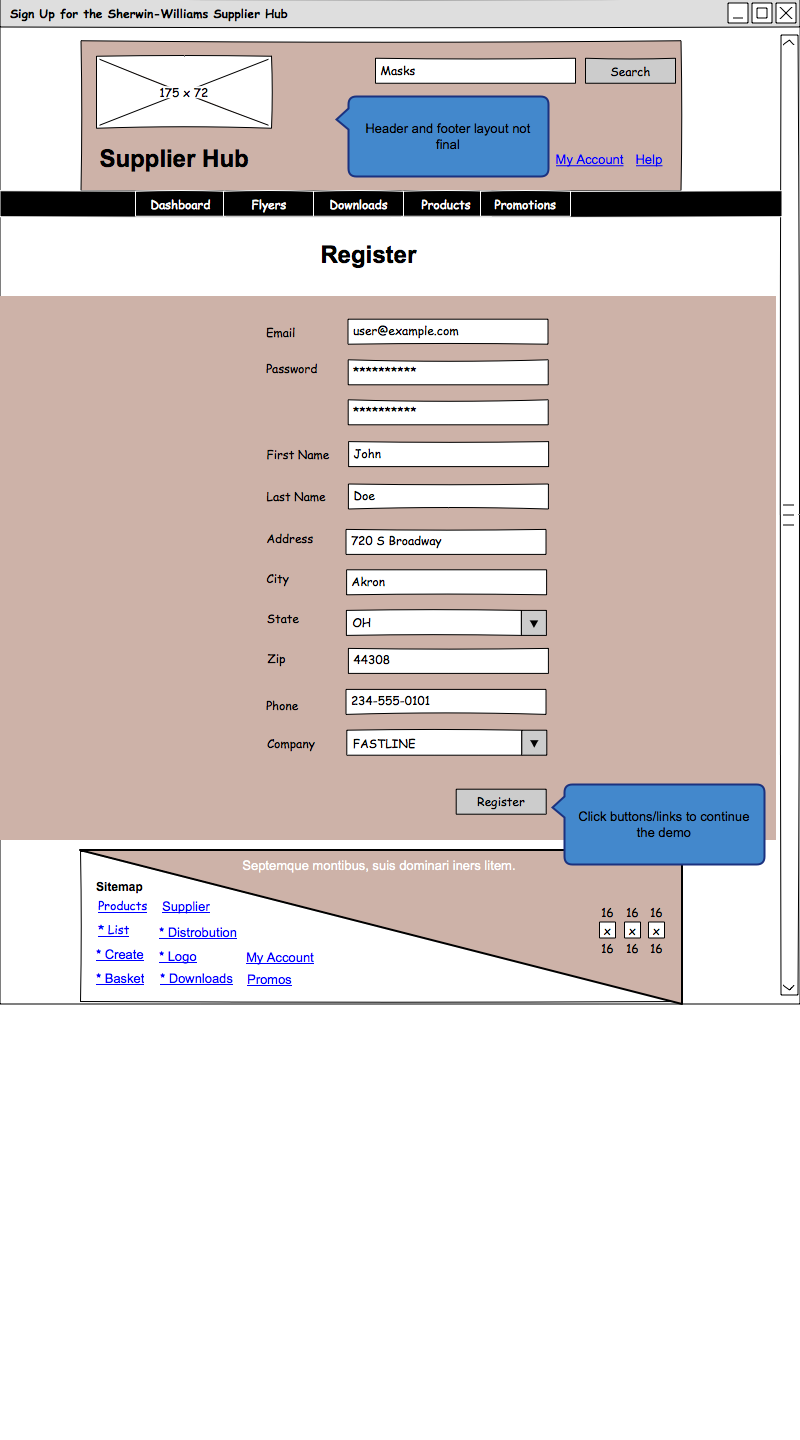 Sign Up for the Sherwin-Williams Supplier Hub
Masks
Search
175 x 72
Header and footer layout not
final
Supplier Hub
My Account Help
Dashboard Flyers Downloads Products Promotions
Register
Email user@example.com
Password **********
**********
First Name John
Last Name Doe
Address 720 S Broadway
City Akron
State OH
Zip 44308
Phone 234-555-0101
Company FASTLINE
Register
Click buttons/links to continue
the demo
Septemque montibus, suis dominari iners litem.
Sitemap
Products Supplier
* List * Distrobution
* Create * Logo My Account
* Basket * Downloads Promos
16 16 16
x x x
16 16 16